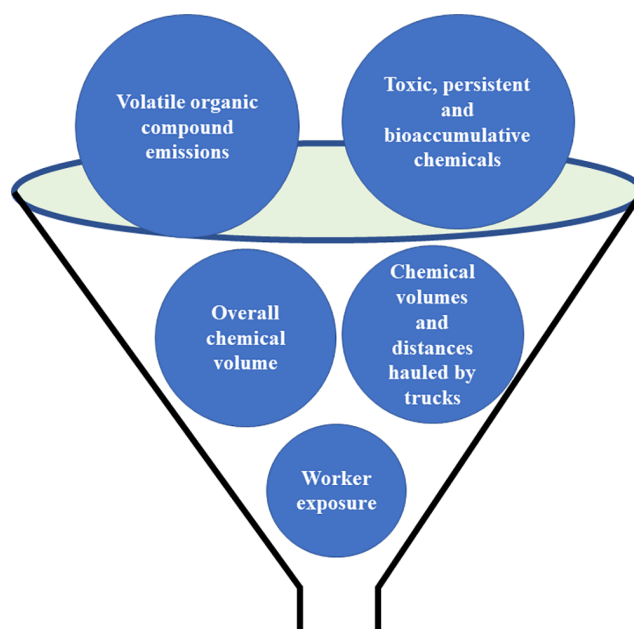 Volatile organic
compound
emissions
Toxic, persistent
and
bioaccumulative
chemicals
Overall
chemical
volume
Chemical
volumes
and
distances
hauled by
trucks
Worker
exposure